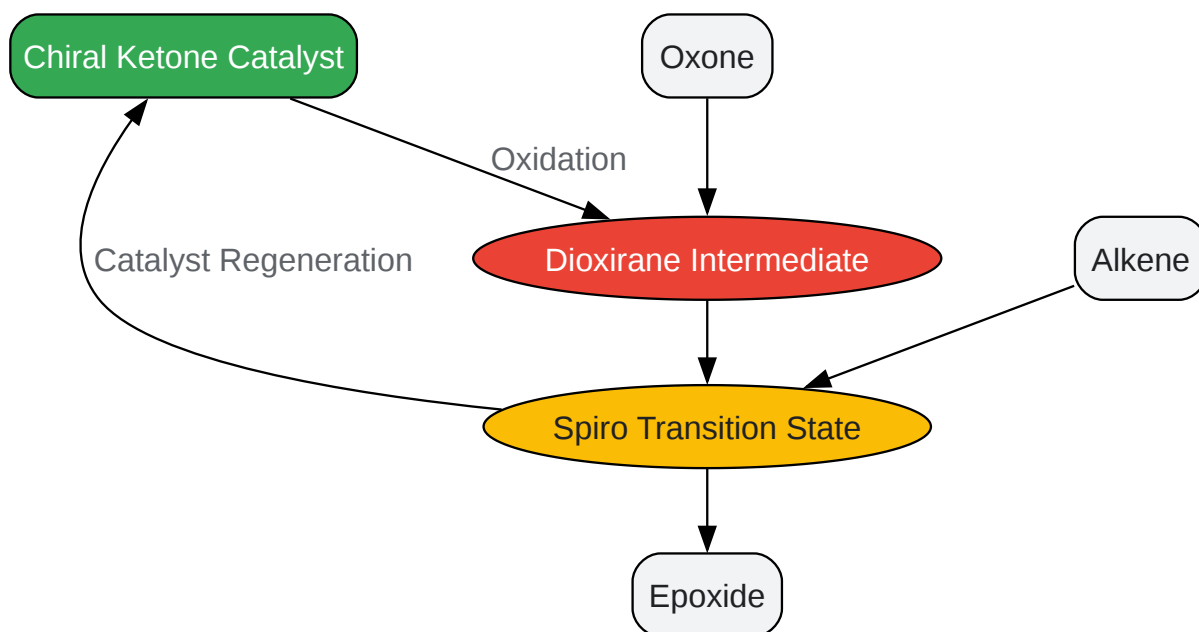 Chiral Ketone Catalyst
Oxone
Oxidation
Catalyst Regeneration
Dioxirane Intermediate
Alkene
Spiro Transition State
Epoxide